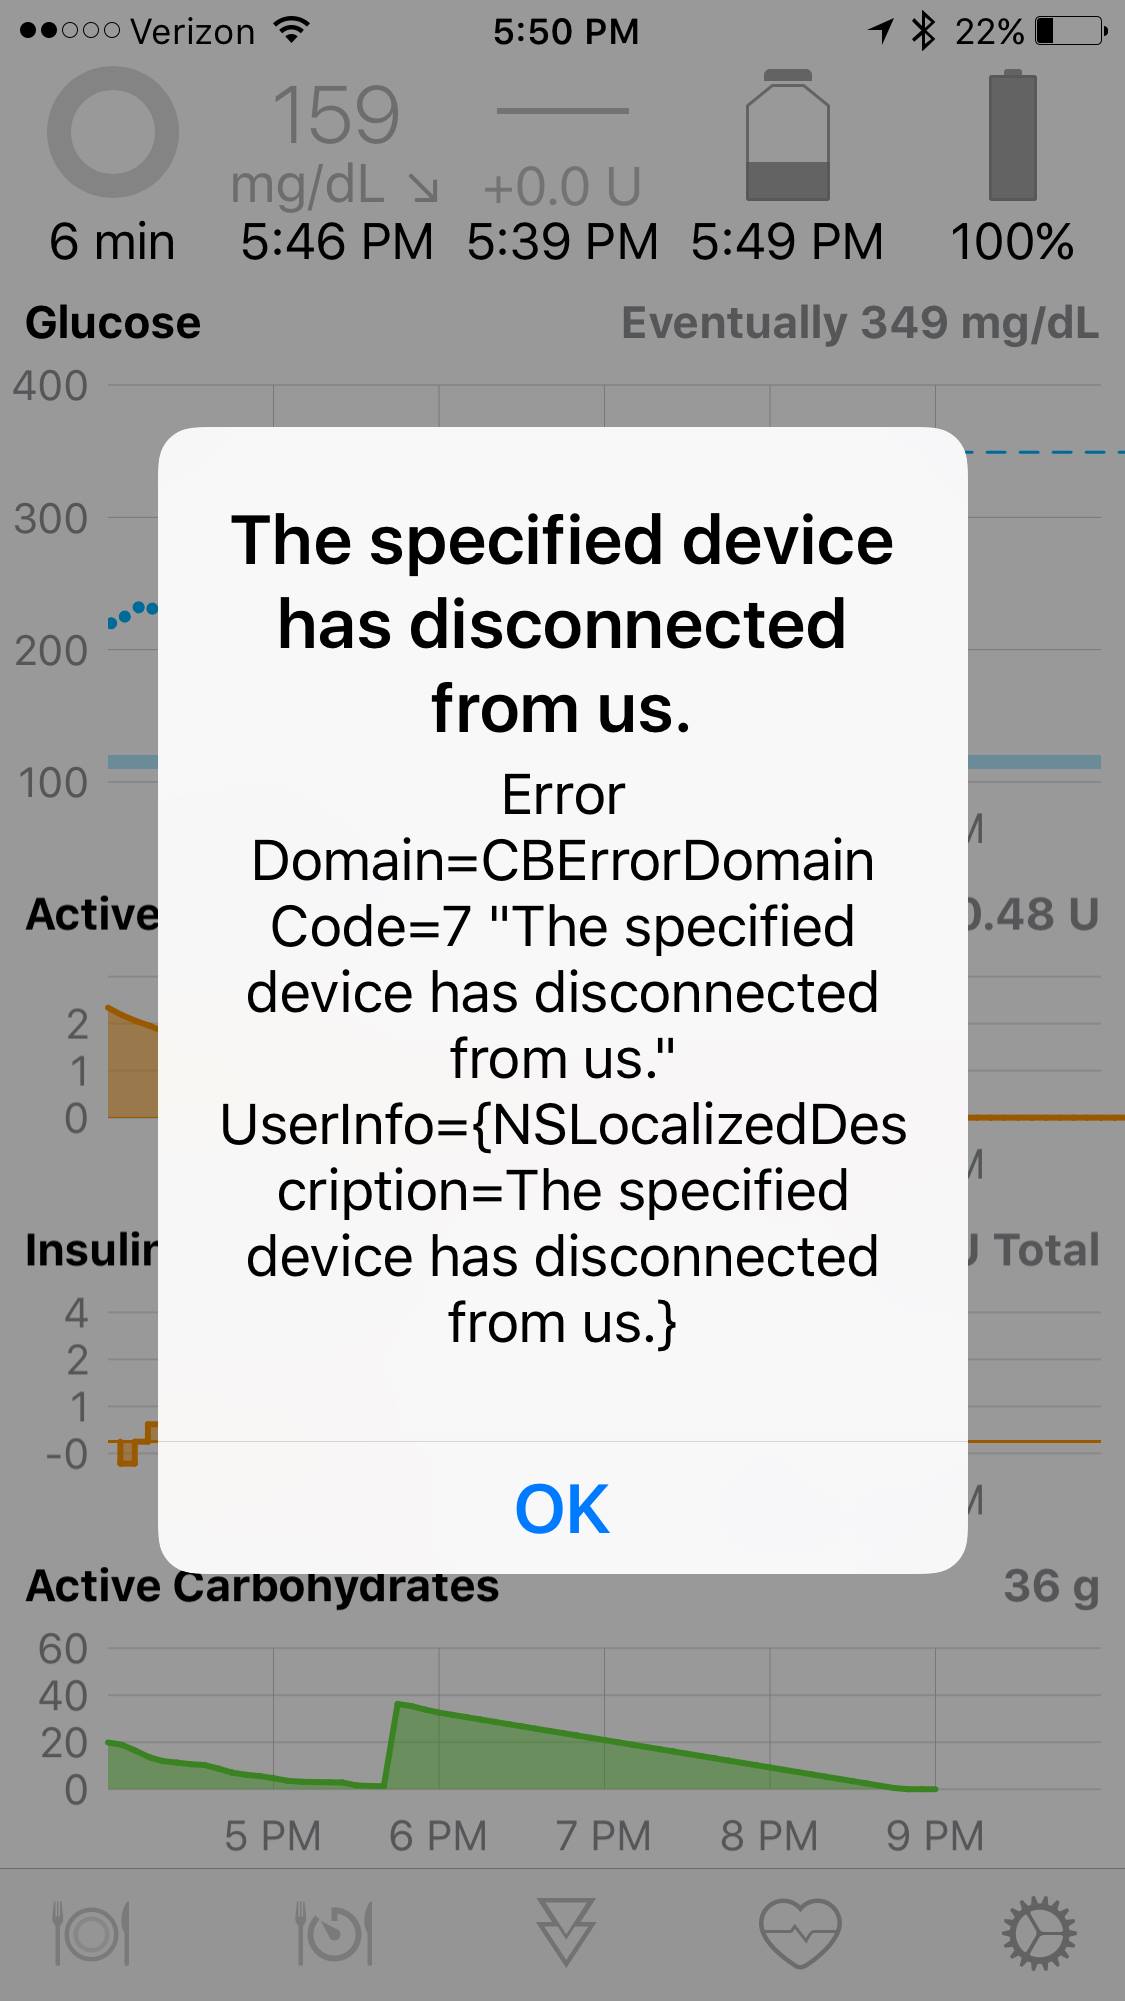 Verizon 5:50 PM 22%
159
mg/dL ↘ +0.0 U
6 min 5:46 PM 5:39 PM 5:49 PM 100%
Glucose Eventually 349 mg/dL
400
300
200
100
The specified device
has disconnected
from us.
Error
Domain=CBErrorDomain
Code=7 "The specified
device has disconnected
from us."
UserInfo={NSLocalizedDes
cription=The specified
device has disconnected
from us.}
OK
Active 0.48 U
2
1
0
Insulin U Total
4
2
1
-0
Active Carbohydrates 36 g
60
40
20
0
5 PM 6 PM 7 PM 8 PM 9 PM